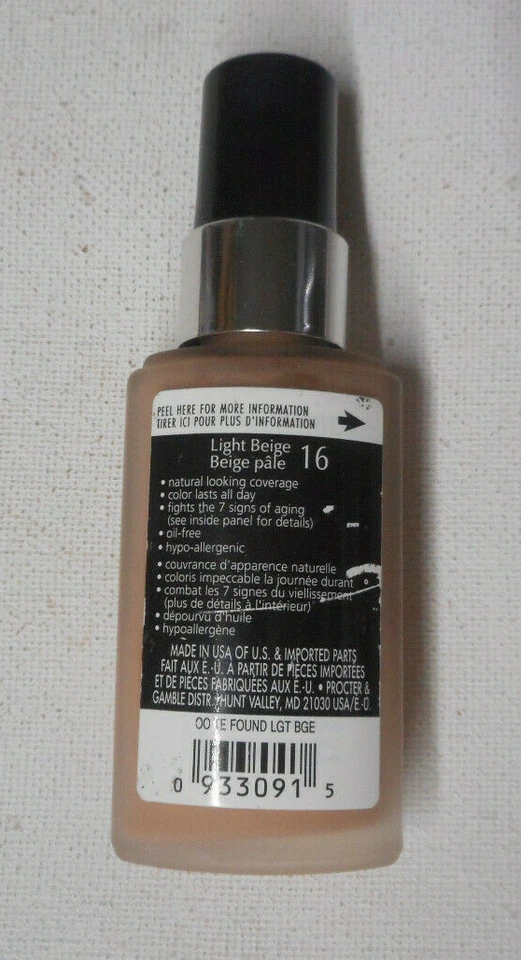 PEEL HERE FOR MORE INFORMATION
TIRER ICI POUR PLUS D'INFORMATION
Light Beige
Beige pâle 16
• natural looking coverage
• color lasts all day
• fights the 7 signs of aging
(see inside panel for details)
• oil-free
• hypo-allergenic
• couvrance d'apparence naturelle
• coloris impeccable la journée durant
• combat les 7 signes du vieillissement
(plus de détails à l'intérieur)
• dépourvu d'huile
• hypoallergène
MADE IN USA OF U.S. & IMPORTED PARTS
FAIT AUX E.-U. À PARTIR DE PIÈCES IMPORTÉES
ET DE PIÈCES FABRIQUÉES AUX E.-U. • PROCTER &
GAMBLE DISTR., HUNT VALLEY, MD 21030 USA/E.-U.
FOUND LGT BGE
0 933091 5